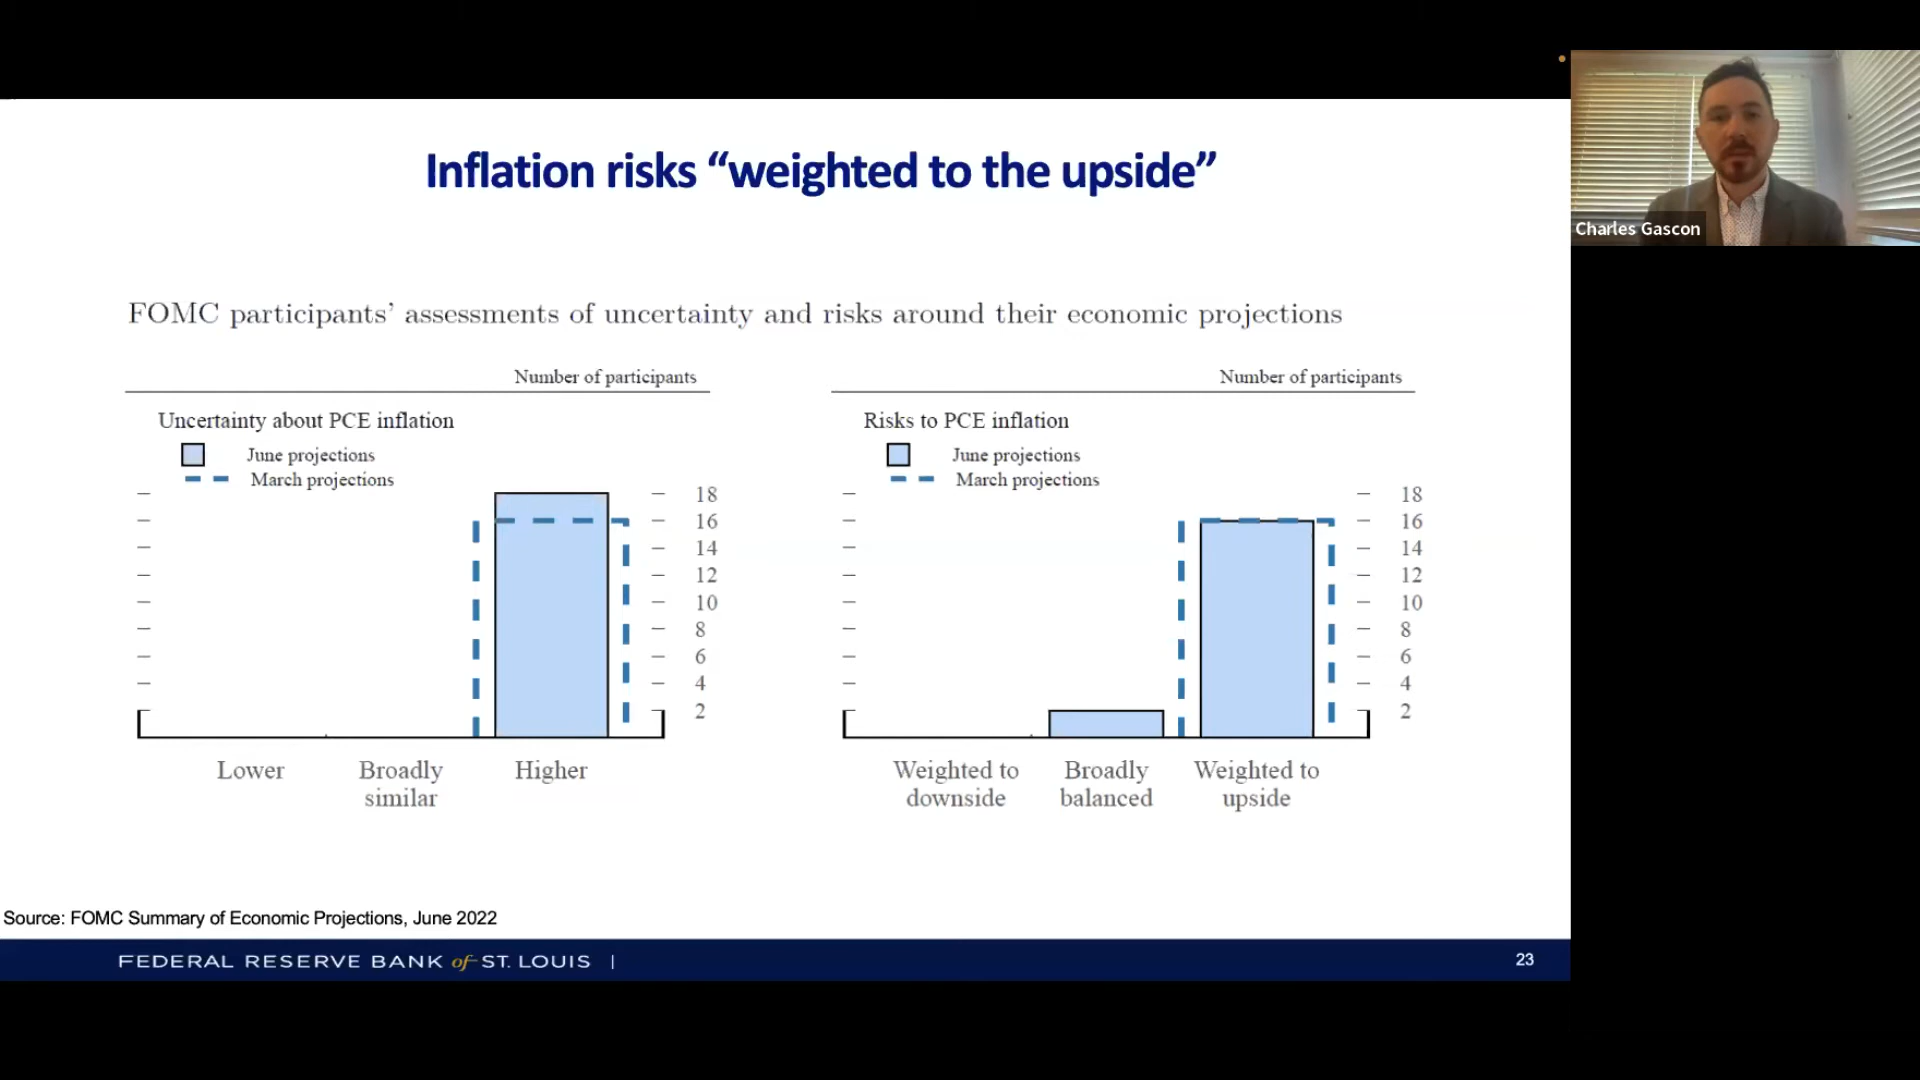 Inflation risks “weighted to the upside”
Charles Gascon
FOMC participants’ assessments of uncertainty and risks around their economic projections
Number of participants
Uncertainty about PCE inflation
June projections
March projections
18
16
14
12
10
8
6
4
2
Lower
Broadly
similar
Higher
Number of participants
Risks to PCE inflation
June projections
March projections
18
16
14
12
10
8
6
4
2
Weighted to
downside
Broadly
balanced
Weighted to
upside
Source: FOMC Summary of Economic Projections, June 2022
FEDERAL RESERVE BANK of ST. LOUIS |
23